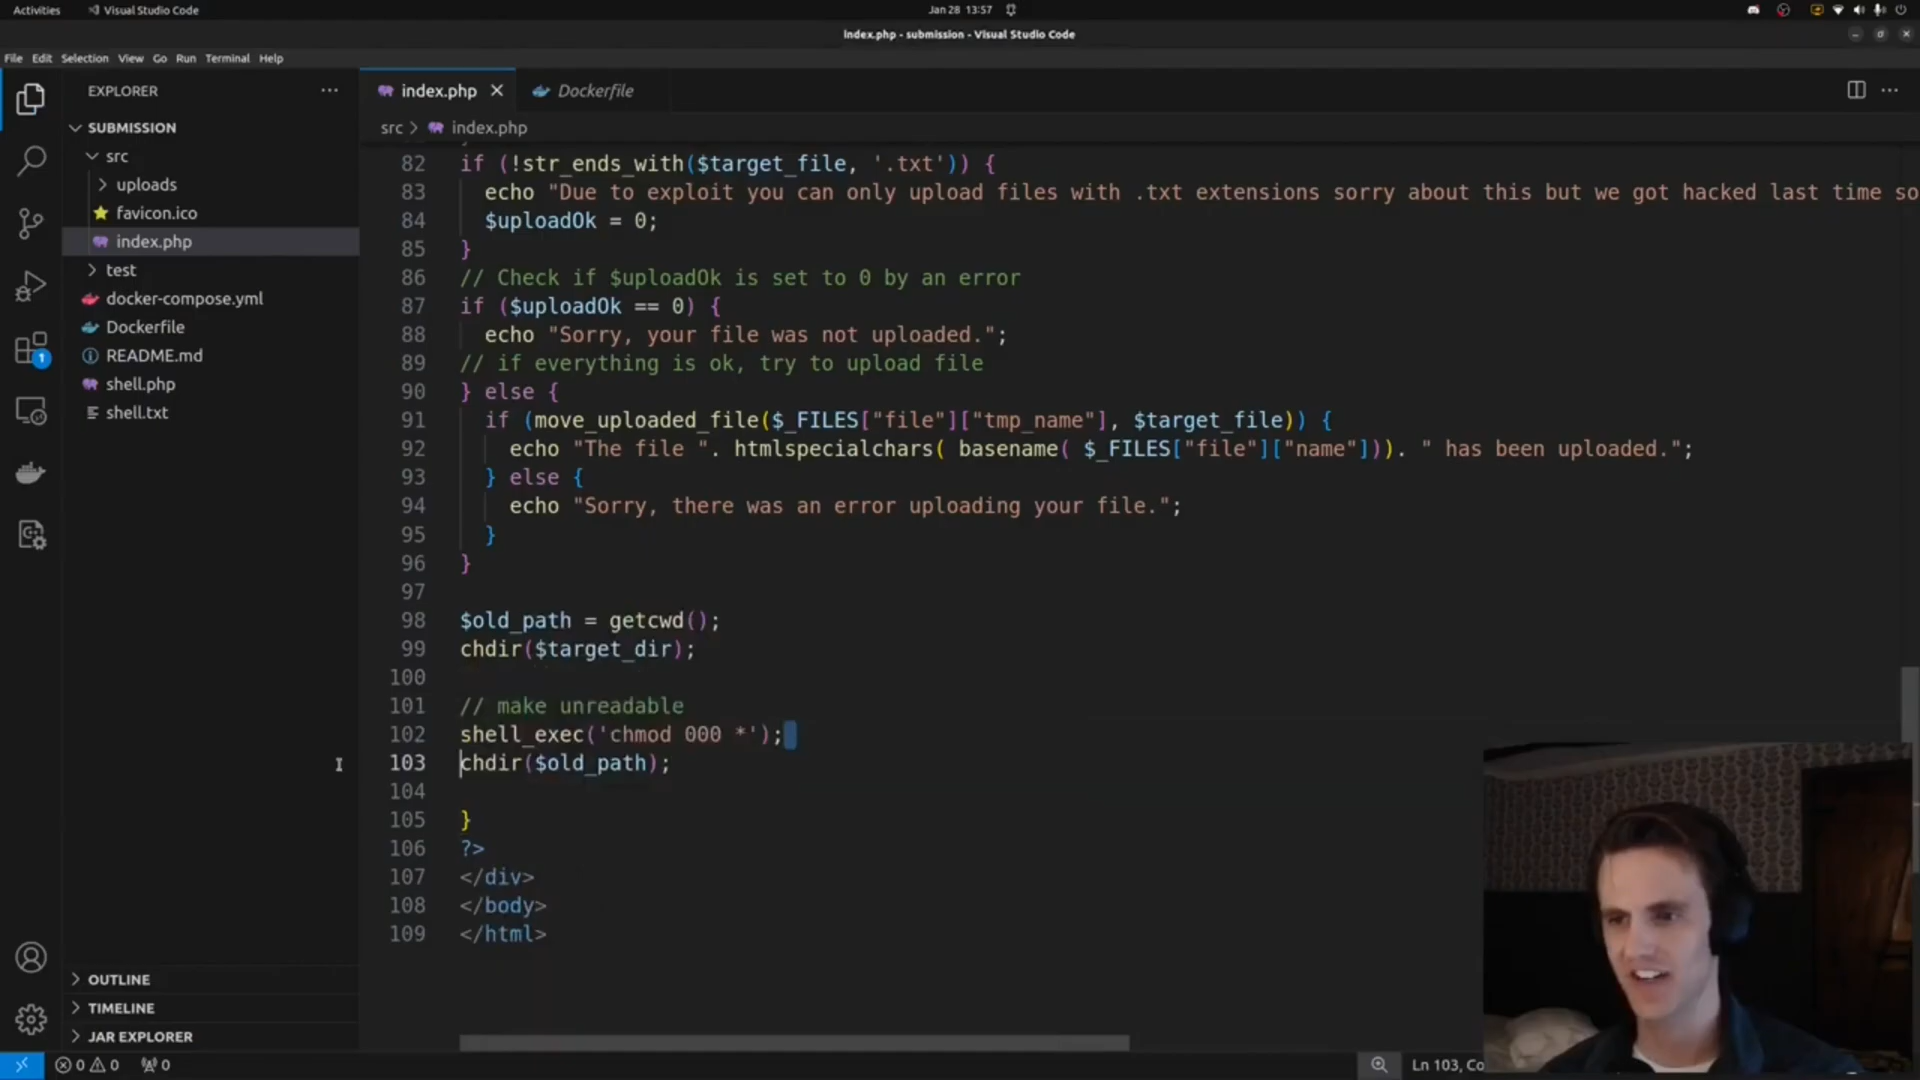 Activities
Visual Studio Code
Jan 28 13:57
index.php - submission - Visual Studio Code
File Edit Selection View Go Run Terminal Help
EXPLORER
SUBMISSION
src
uploads
favicon.ico
index.php
test
docker-compose.yml
Dockerfile
README.md
shell.php
shell.txt
OUTLINE
TIMELINE
JAR EXPLORER
1
index.php
Dockerfile
src > index.php
82 if (!str_ends_with($target_file, '.txt')) {
83 echo "Due to exploit you can only upload files with .txt extensions sorry about this but we got hacked last time so
84 $uploadOk = 0;
85 }
86 // Check if $uploadOk is set to 0 by an error
87 if ($uploadOk == 0) {
88 echo "Sorry, your file was not uploaded.";
89 // if everything is ok, try to upload file
90 } else {
91 if (move_uploaded_file($_FILES["file"]["tmp_name"], $target_file)) {
92 echo "The file ". htmlspecialchars( basename( $_FILES["file"]["name"])). " has been uploaded.";
93 } else {
94 echo "Sorry, there was an error uploading your file.";
95 }
96 }
97
98 $old_path = getcwd();
99 chdir($target_dir);
100
101 // make unreadable
102 shell_exec('chmod 000 *');
103 chdir($old_path);
104
105 }
106 ?>
107 </div>
108 </body>
109 </html>
0 0 0
Ln 103, Co